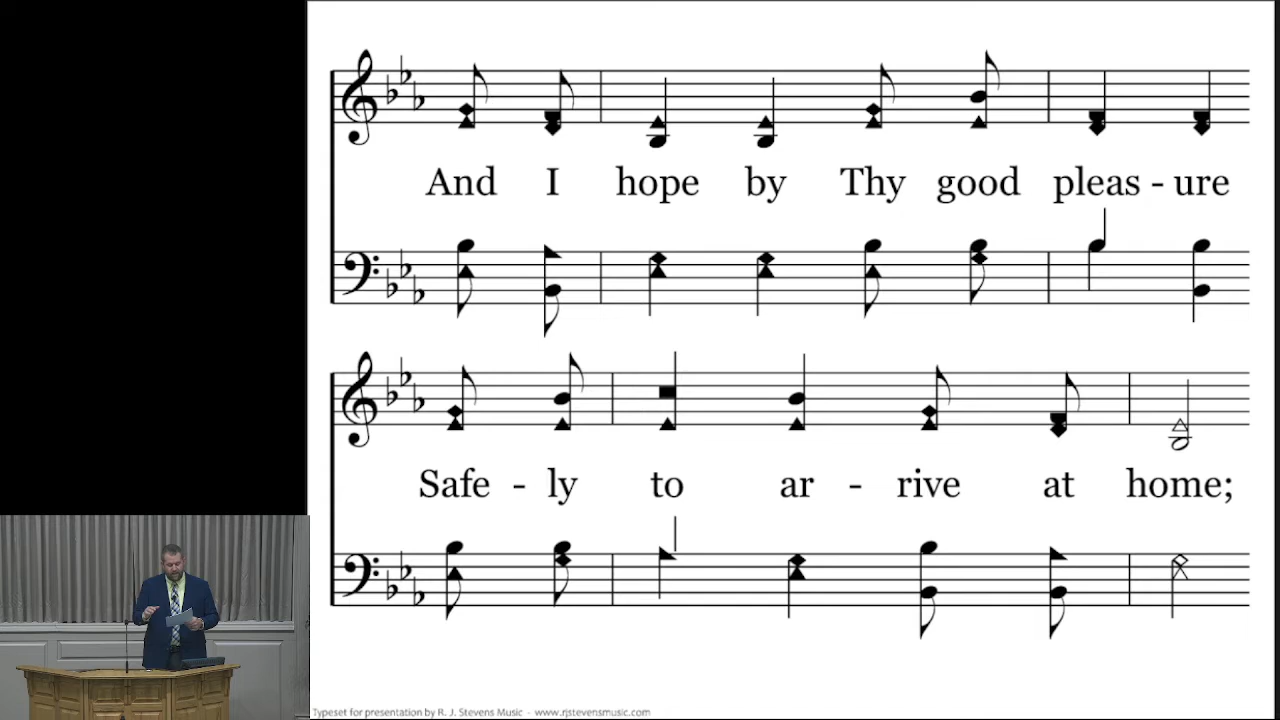 And I hope by Thy good pleas - ure
Safe - ly to ar - rive at home;
Typeset for presentation by R. J. Stevens Music - www.rjstevensmusic.com